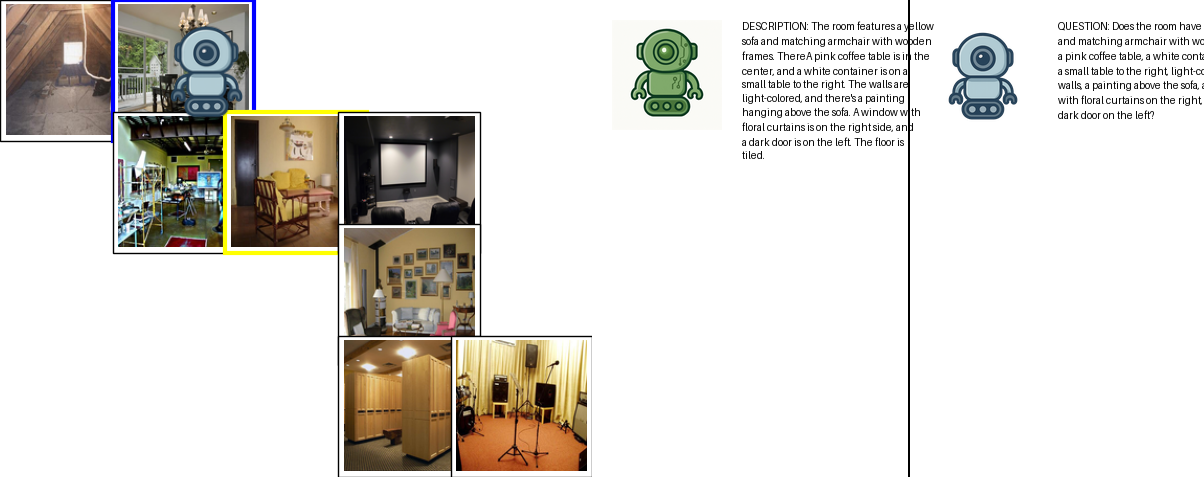 DESCRIPTION: The room features a yellow
sofa and matching armchair with wooden
frames. ThereA pink coffee table is in the
center, and a white container is on a
small table to the right. The walls are
light-colored, and there's a painting
hanging above the sofa. A window with
floral curtains is on the right side, and
a dark door is on the left. The floor is
tiled.
QUESTION: Does the room have
and matching armchair with wo
a pink coffee table, a white conta
a small table to the right, light-co
walls, a painting above the sofa, a
with floral curtains on the right,
dark door on the left?